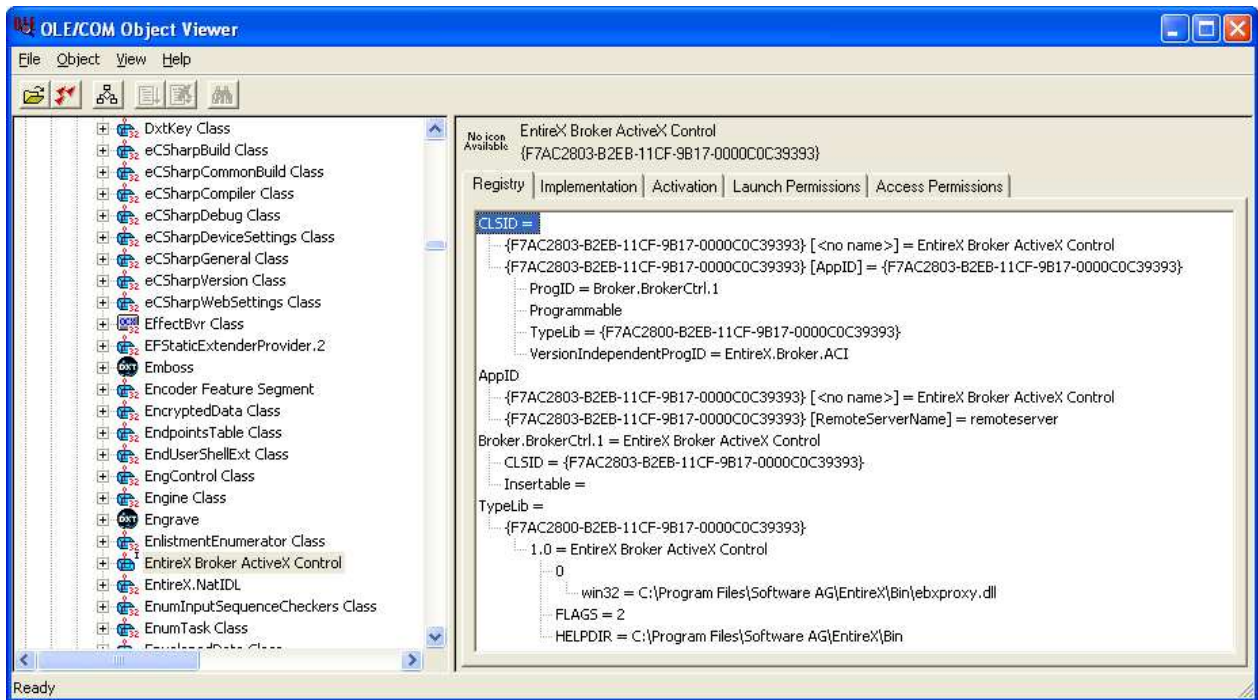 OLE/COM Object Viewer
File Object View Help
DxtKey Class
eCSharpBuild Class
eCSharpCommonBuild Class
eCSharpCompiler Class
eCSharpDebug Class
eCSharpDeviceSettings Class
eCSharpGeneral Class
eCSharpVersion Class
eCSharpWebSettings Class
EffectBvr Class
EFStaticExtenderProvider.2
Emboss
Encoder Feature Segment
EncryptedData Class
EndpointsTable Class
EndUserShellExt Class
EngControl Class
Engine Class
Engrave
EnlistmentEnumerator Class
EntireX Broker ActiveX Control
EntireX.NatIDL
EnumInputSequenceCheckers Class
EnumTask Class
No icon Available
EntireX Broker ActiveX Control
{F7AC2803-B2EB-11CF-9B17-0000C0C39393}
Registry Implementation Activation Launch Permissions Access Permissions
CLSID =
{F7AC2803-B2EB-11CF-9B17-0000C0C39393} [<no name>] = EntireX Broker ActiveX Control
{F7AC2803-B2EB-11CF-9B17-0000C0C39393} [AppID] = {F7AC2803-B2EB-11CF-9B17-0000C0C39393}
ProgID = Broker.BrokerCtrl.1
Programmable
TypeLib = {F7AC2800-B2EB-11CF-9B17-0000C0C39393}
VersionIndependentProgID = EntireX.Broker.ACI
AppID
{F7AC2803-B2EB-11CF-9B17-0000C0C39393} [<no name>] = EntireX Broker ActiveX Control
{F7AC2803-B2EB-11CF-9B17-0000C0C39393} [RemoteServerName] = remoteserver
Broker.BrokerCtrl.1 = EntireX Broker ActiveX Control
CLSID = {F7AC2803-B2EB-11CF-9B17-0000C0C39393}
Insertable =
TypeLib =
{F7AC2800-B2EB-11CF-9B17-0000C0C39393}
1.0 = EntireX Broker ActiveX Control
0
win32 = C:\Program Files\Software AG\EntireX\Bin\ebxproxy.dll
FLAGS = 2
HELPDIR = C:\Program Files\Software AG\EntireX\Bin
Ready